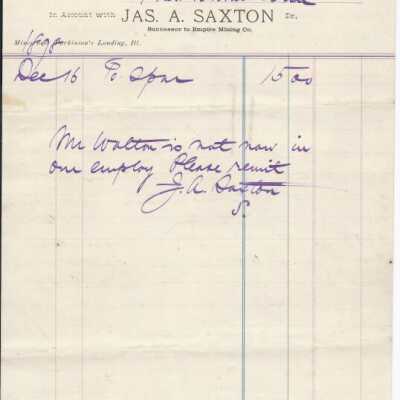 In Account with JAS. A. SAXTON Dr.
Successor to Empire Mining Co.
Parkinson's Landing, Ill.
Dec 16 To Spar 15 00
Mr Walton is not now in
our employ Please remit
J. A. Saxton
S.